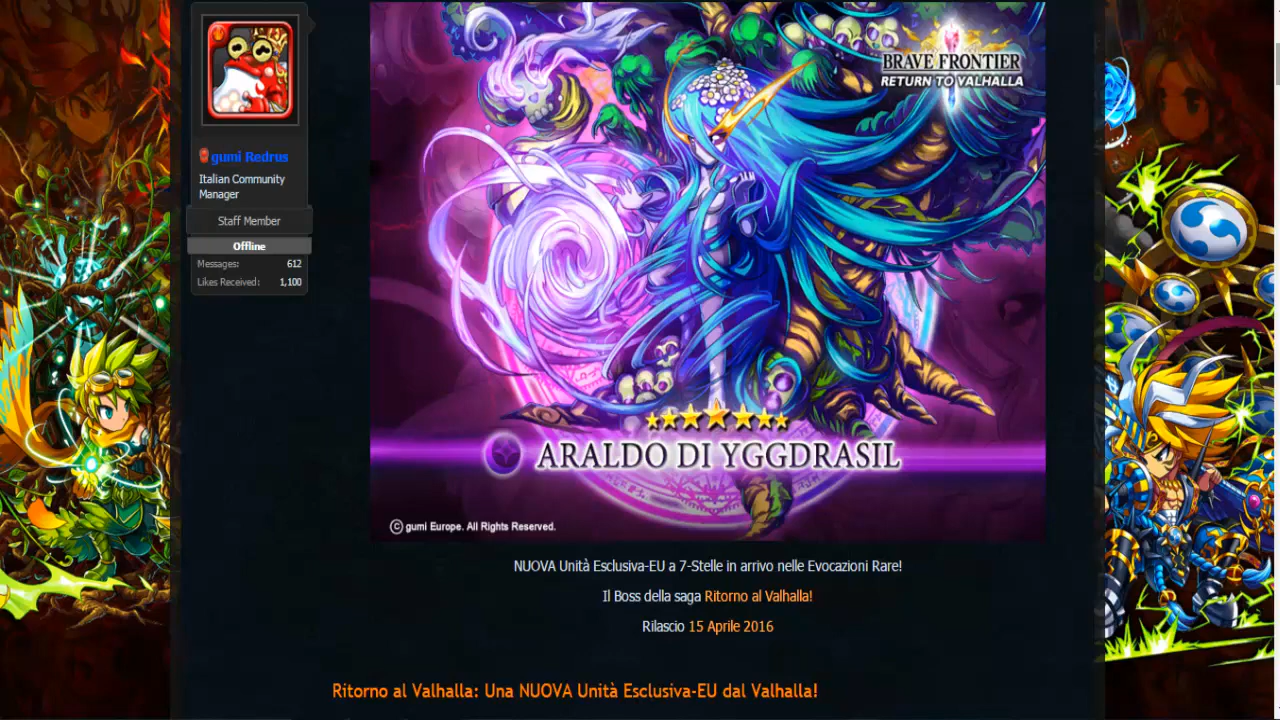 BRAVE FRONTIER
RETURN TO VALHALLA
gumi Redrus
Italian Community
Manager
Staff Member
Offline
Messages: 612
Likes Received: 1,100
ARALDO DI YGGDRASIL
© gumi Europe. All Rights Reserved.
NUOVA Unità Esclusiva-EU a 7-Stelle in arrivo nelle Evocazioni Rare!
Il Boss della saga Ritorno al Valhalla!
Rilascio 15 Aprile 2016
Ritorno al Valhalla: Una NUOVA Unità Esclusiva-EU dal Valhalla!